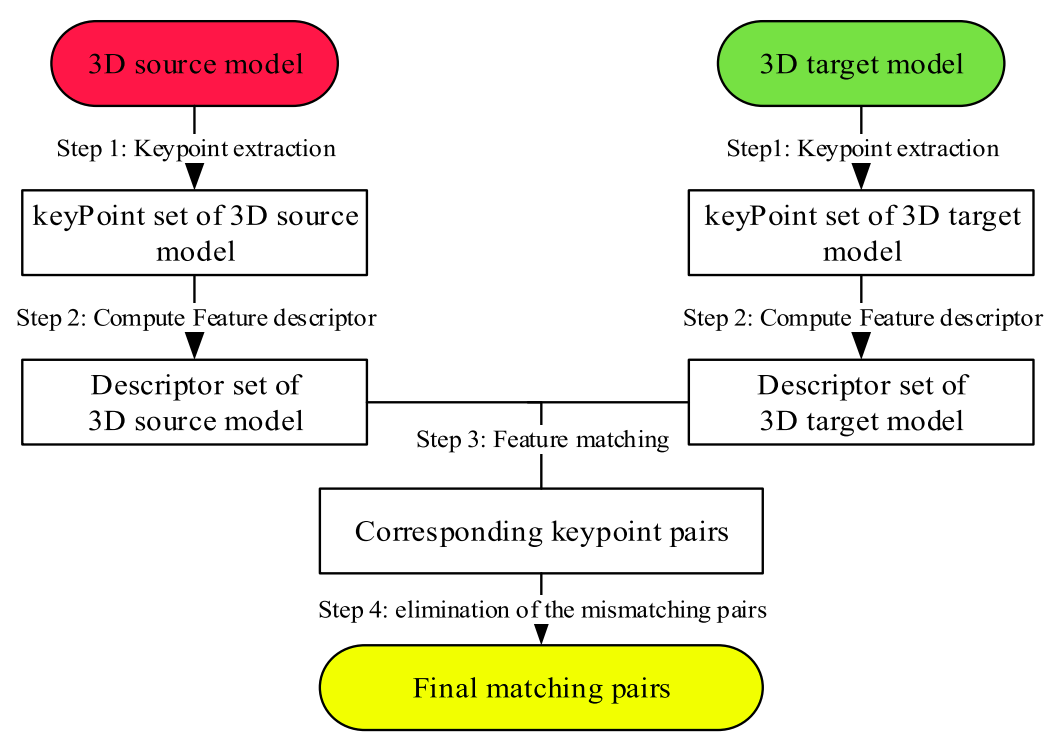 3D source model
3D target model
Step 1: Keypoint extraction
Step1: Keypoint extraction
keyPoint set of 3D source
model
keyPoint set of 3D target
model
Step 2: Compute Feature descriptor
Step 2: Compute Feature descriptor
Descriptor set of
3D source model
Descriptor set of
3D target model
Step 3: Feature matching
Corresponding keypoint pairs
Step 4: elimination of the mismatching pairs
Final matching pairs